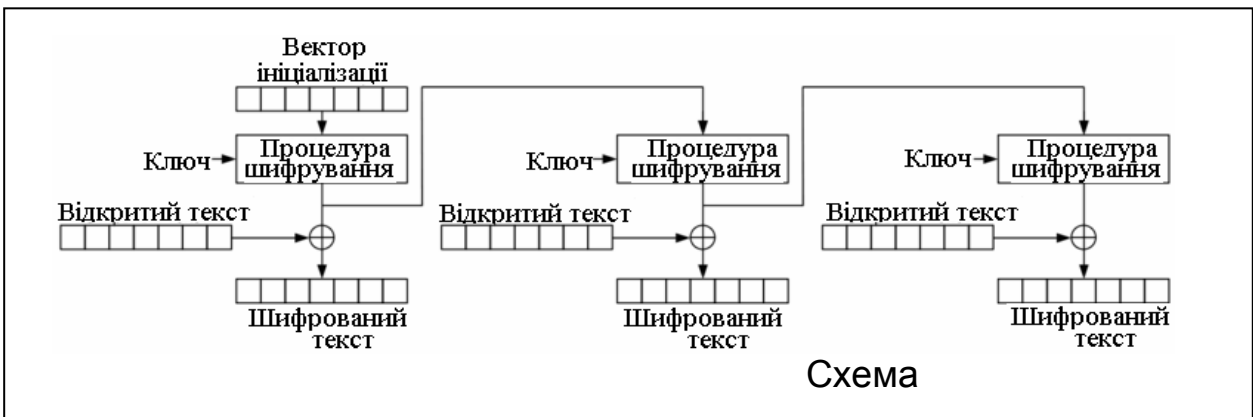 Вектор
ініціалізації
Ключ
Процедура
шифрування
Ключ
Процедура
шифрування
Ключ
Процедура
шифрування
Відкритий текст
Відкритий текст
Відкритий текст
Шифрований
текст
Шифрований
текст
Шифрований
текст
Схема